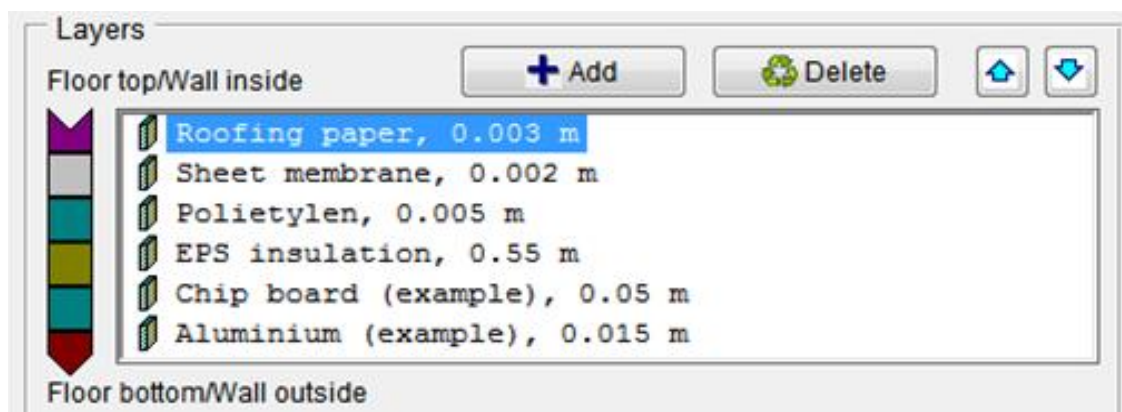 Layers
Floor top/Wall inside
Add
Delete
Roofing paper, 0.003 m
Sheet membrane, 0.002 m
Polietylen, 0.005 m
EPS insulation, 0.55 m
Chip board (example), 0.05 m
Aluminium (example), 0.015 m
Floor bottom/Wall outside